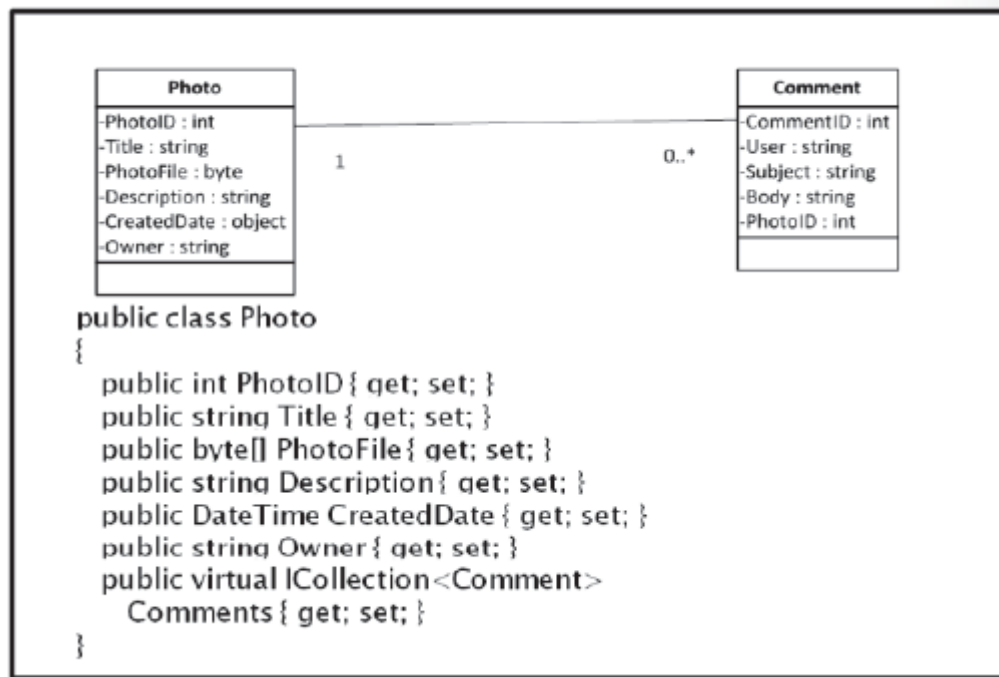 Photo
-PhotoID : int
-Title : string
-PhotoFile : byte
-Description : string
-CreatedDate : object
-Owner : string
1
0..*
Comment
-CommentID : int
-User : string
-Subject : string
-Body : string
-PhotoID : int
public class Photo
{
public int PhotoID { get; set; }
public string Title { get; set; }
public byte[] PhotoFile { get; set; }
public string Description { get; set; }
public DateTime CreatedDate { get; set; }
public string Owner { get; set; }
public virtual ICollection<Comment>
Comments { get; set; }
}